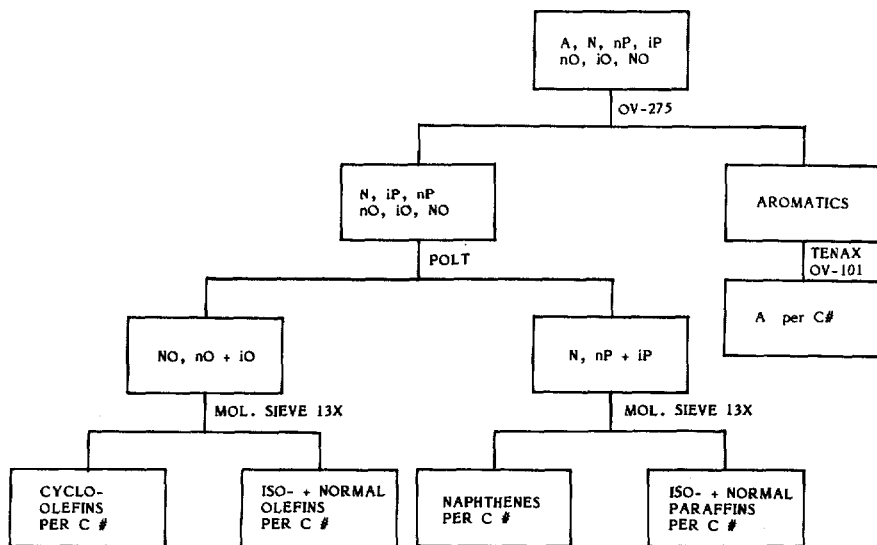 A, N, nP, iP
nO, iO, NO
OV-275
N, iP, nP
nO, iO, NO
AROMATICS
POLT
TENAX
OV-101
A per C#
NO, nO + iO
N, nP + iP
MOL. SIEVE 13X
MOL. SIEVE 13X
CYCLO-
OLEFINS
PER C #
ISO- + NORMAL
OLEFINS
PER C #
NAPHTHENES
PER C #
ISO- + NORMAL
PARAFFINS
PER C #